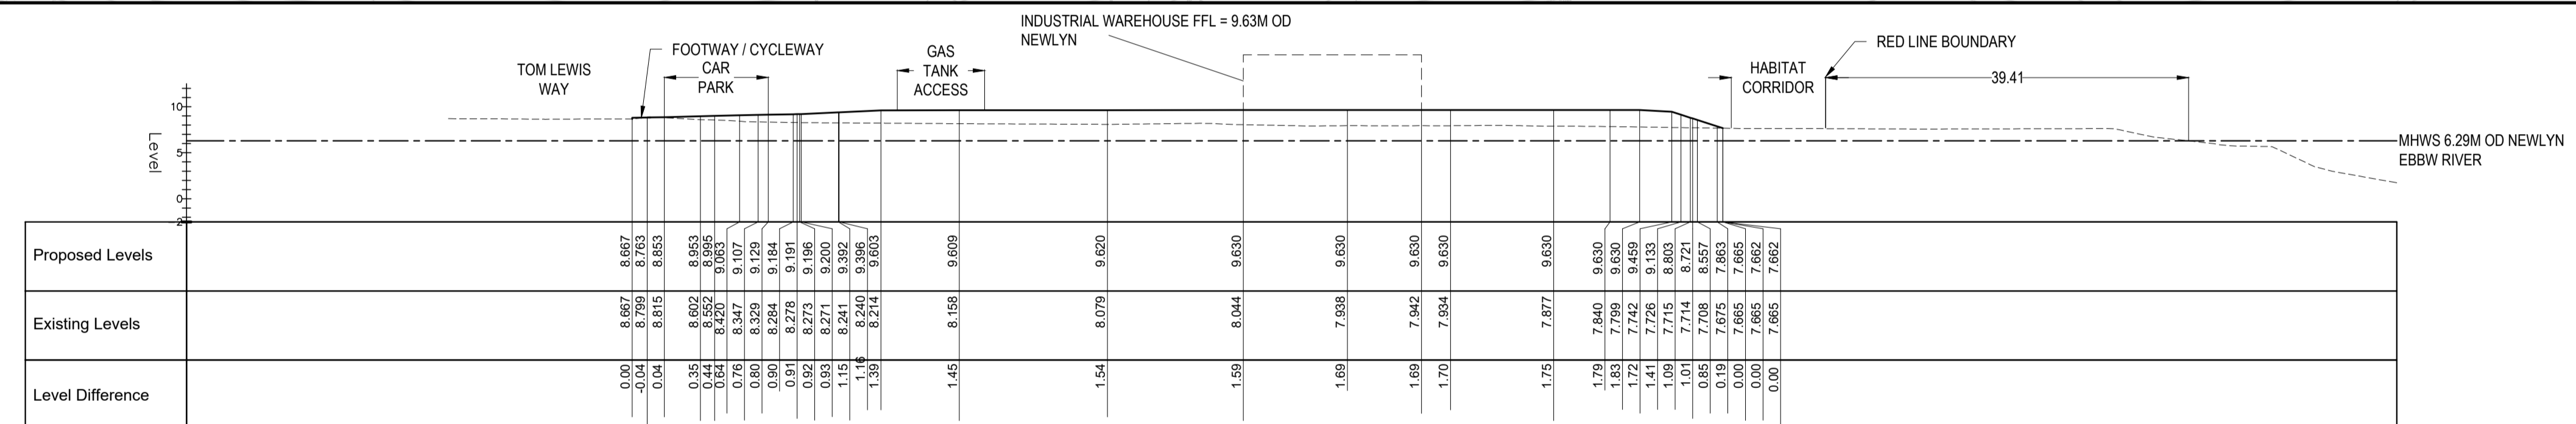 INDUSTRIAL WAREHOUSE FFL = 9.63M OD
NEWLYN
TOM LEWIS
WAY
FOOTWAY / CYCLEWAY
CAR
PARK
GAS
TANK
ACCESS
HABITAT
CORRIDOR
RED LINE BOUNDARY
39.41
MHWS 6.29M OD NEWLYN
EBBW RIVER
Level
10
5
0
-2
Proposed Levels
8.667 8.763 8.853 8.953 8.995 9.063 9.107 9.129 9.184 9.191 9.196 9.200 9.392 9.396 9.603 9.609 9.620 9.630 9.630 9.630 9.630 9.630 9.630 9.630 9.459 9.133 8.803 8.721 8.557 7.863 7.665 7.662 7.662
Existing Levels
8.667 8.799 8.815 8.602 8.552 8.420 8.347 8.329 8.284 8.278 8.273 8.271 8.241 8.240 8.214 8.158 8.079 8.044 7.938 7.942 7.934 7.877 7.840 7.799 7.742 7.726 7.715 7.714 7.708 7.675 7.665 7.665 7.665
Level Difference
0.00 -0.04 0.04 0.35 0.44 0.64 0.76 0.80 0.90 0.91 0.92 0.93 1.15 1.16 1.39 1.45 1.54 1.59 1.69 1.69 1.70 1.75 1.79 1.83 1.72 1.41 1.09 1.01 0.85 0.19 0.00 0.00 0.00